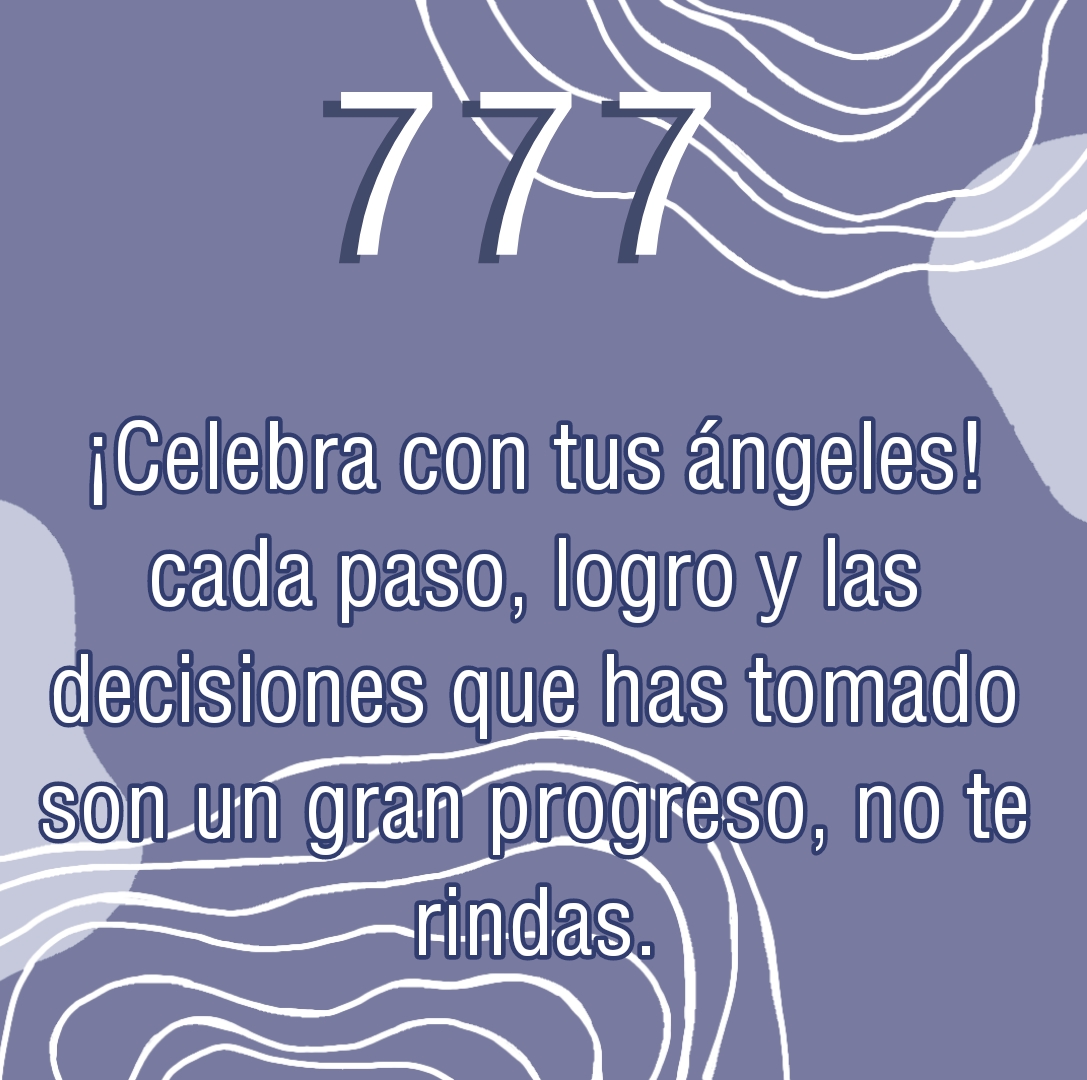 777
¡Celebra con tus ángeles!
cada paso, logro y las
decisiones que has tomado
son un gran progreso, no te
rindas.